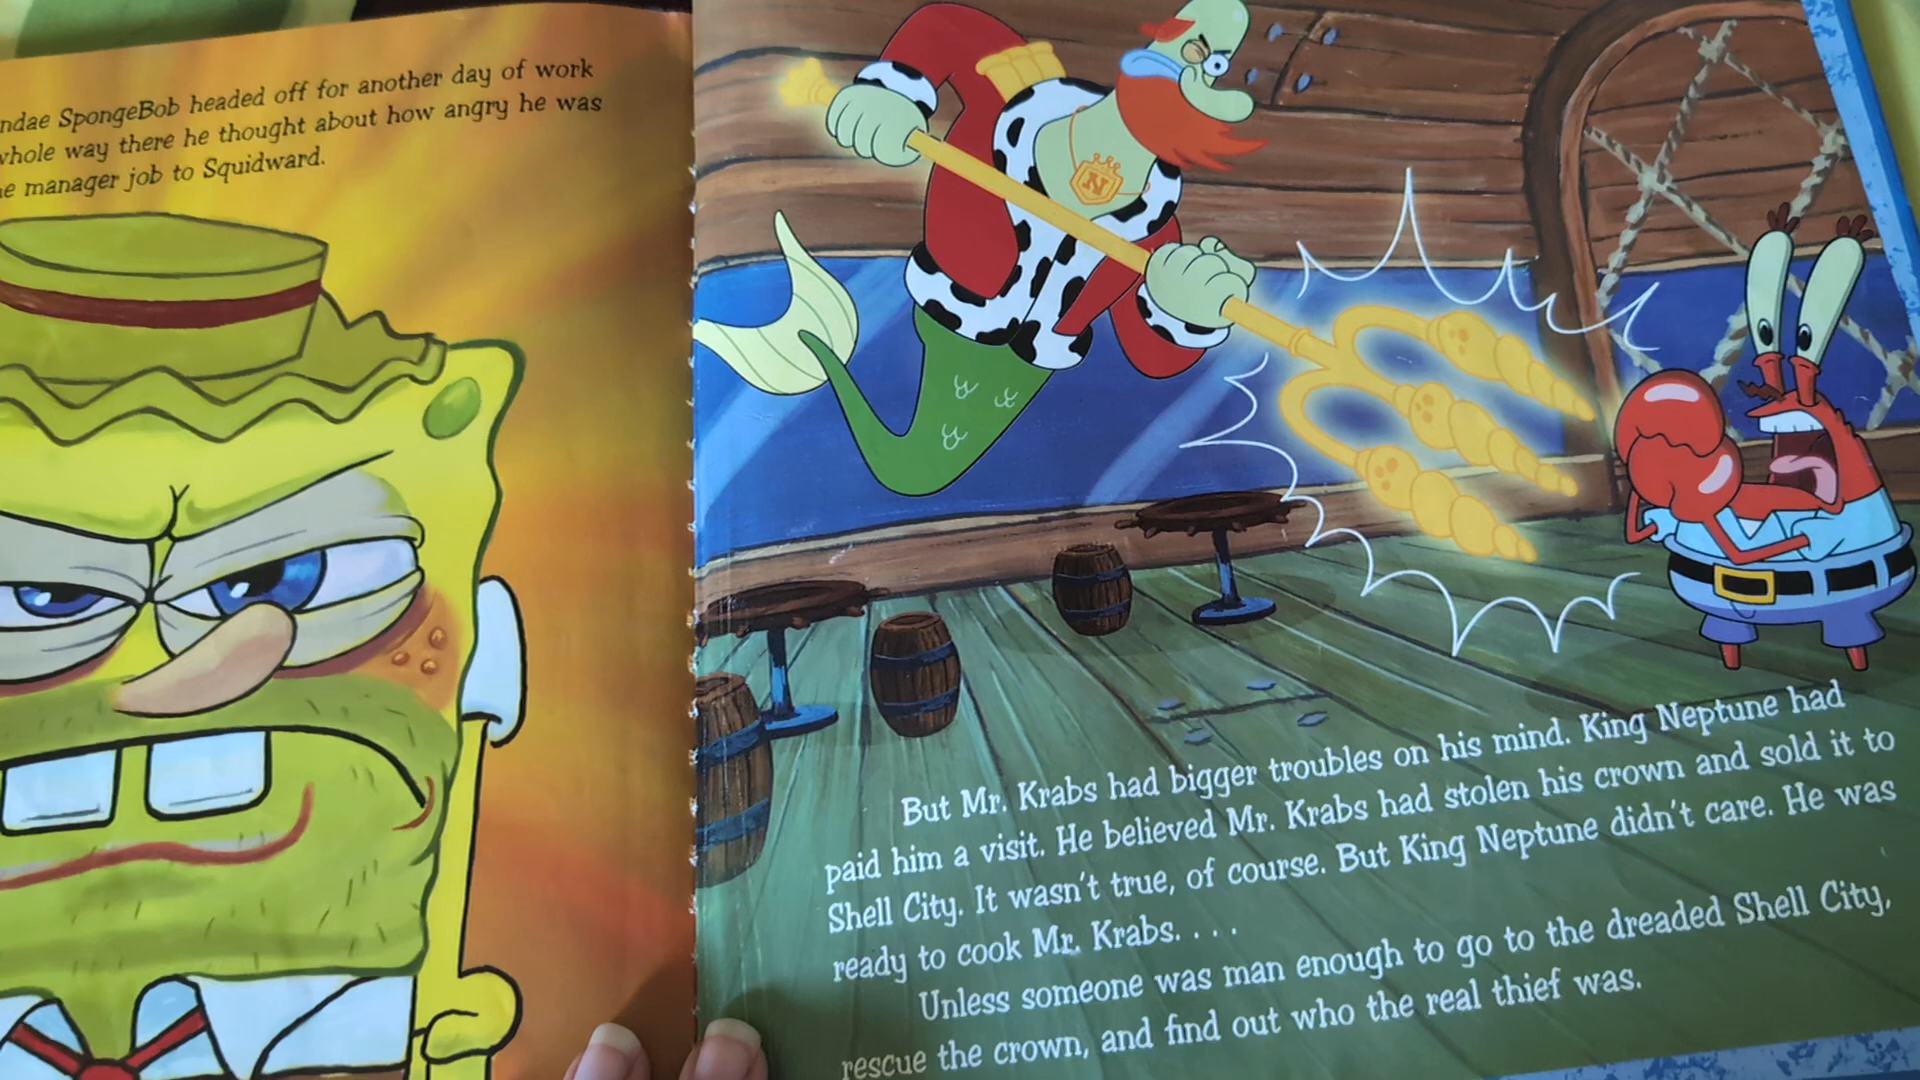 SpongeBob headed off for another day of work
whole way there he thought about how angry he was
manager job to Squidward.
N
But Mr. Krabs had bigger troubles on his mind. King Neptune had
paid him a visit. He believed Mr. Krabs had stolen his crown and sold it to
Shell City. It wasn't true, of course. But King Neptune didn't care. He was
ready to cook Mr. Krabs. . . .
Unless someone was man enough to go to the dreaded Shell City,
rescue the crown, and find out who the real thief was.